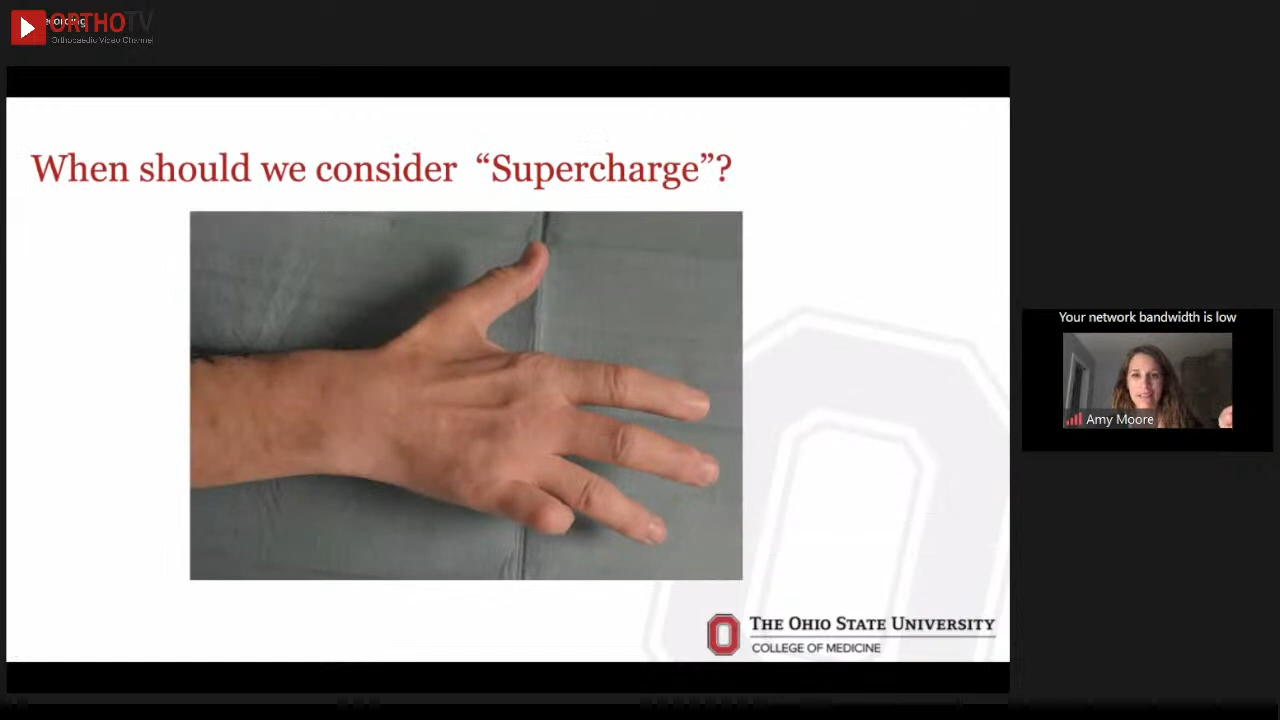 ORTHOTV
Orthopaedic Video Channel
When should we consider “Supercharge”?
Your network bandwidth is low
Amy Moore
THE OHIO STATE UNIVERSITY
COLLEGE OF MEDICINE